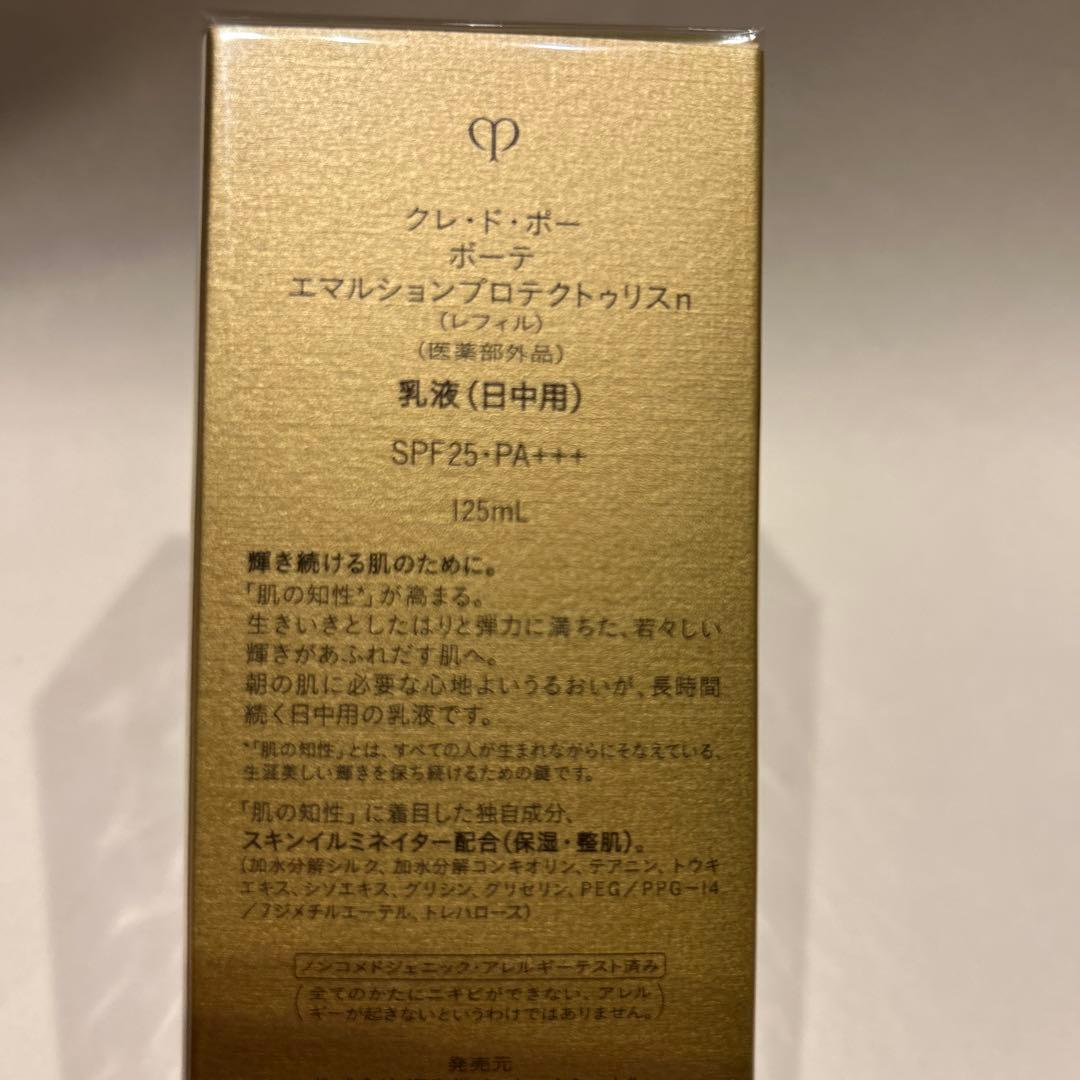 クレ・ド・ポー
ボーテ
エマルションプロテクトゥリスn
（レフィル）
（医薬部外品）
乳液（日中用）
SPF25・PA+++
125mL
輝き続ける肌のために。
「肌の知性*」が高まる。
生きいきとしたはりと弾力に満ちた、若々しい
輝きがあふれだす肌へ。
朝の肌に必要な心地よいうるおいが、長時間
続く日中用の乳液です。
*「肌の知性」とは、すべての人が生まれながらにそなえている、
生涯美しい輝きを保ち続けるための鍵です。
「肌の知性」に着目した独自成分、
スキンイルミネイター配合（保湿・整肌）。
（加水分解シルク、加水分解コンキオリン、テアニン、トウキ
エキス、シソエキス、グリシン、グリセリン、PEG／PPG－14
／7ジメチルエーテル、トレハロース）
ノンコメドジェニック・アレルギーテスト済み
（全てのかたにニキビができない、アレル
ギーが起きないというわけではありません。）
発売元